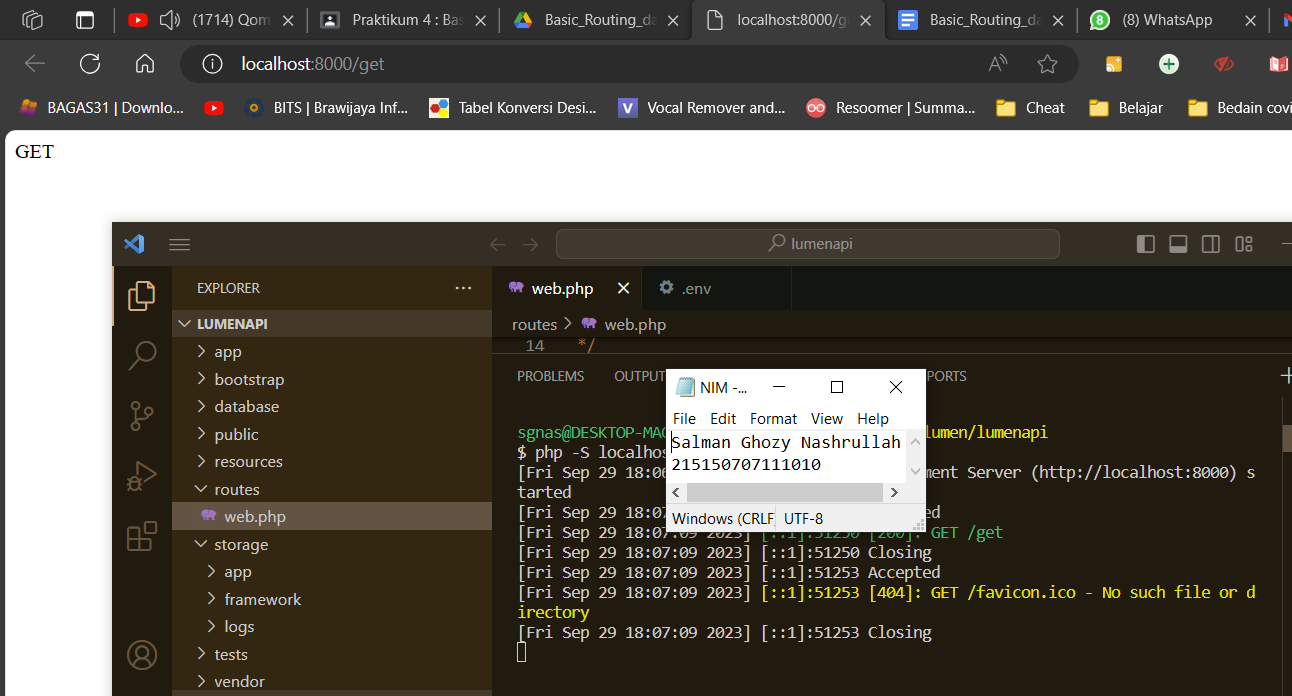 (1714) Qom
Praktikum 4 : Bas
Basic_Routing_da
localhost:8000/ge
Basic_Routing_da
(8) WhatsApp
localhost:8000/get
BAGAS31 | Downlo...
BITS | Brawijaya Inf...
Tabel Konversi Desi...
Vocal Remover and...
Resoomer | Summa...
Cheat
Belajar
Bedain covi
GET
lumenapi
EXPLORER
LUMENAPI
app
bootstrap
database
public
resources
routes
web.php
storage
app
framework
logs
tests
vendor
web.php
.env
routes > web.php
14 */
PROBLEMS
OUTPUT
PORTS
sgnas@DESKTOP-MAC
lumen/lumenapi
$ php -S localhos
[Fri Sep 29 18:06
ment Server (http://localhost:8000) s
tarted
[Fri Sep 29 18:07
ed
[Fri Sep 29 18:07:09 2023] [::1]:51250 [200]: GET /get
[Fri Sep 29 18:07:09 2023] [::1]:51250 Closing
[Fri Sep 29 18:07:09 2023] [::1]:51253 Accepted
[Fri Sep 29 18:07:09 2023] [::1]:51253 [404]: GET /favicon.ico - No such file or d
irectory
[Fri Sep 29 18:07:09 2023] [::1]:51253 Closing
NIM -...
File Edit Format View Help
Salman Ghozy Nashrullah
215150707111010
Windows (CRLF
UTF-8